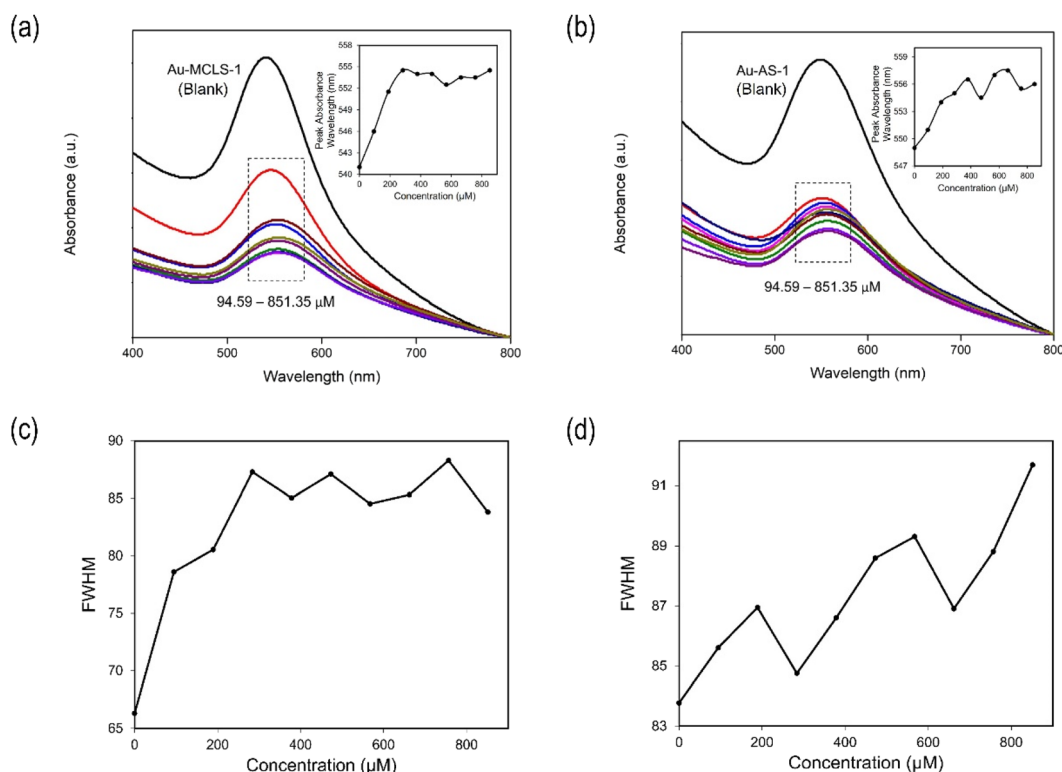 (a)
Au-MCLS-1
(Blank)
Absorbance (a.u.)
Wavelength (nm)
400
500
600
700
800
94.59 – 851.35 µM
Peak Absorbance
Wavelength (nm)
558
555
552
549
546
543
540
0
200
400
600
800
Concentration (µM)
(b)
Au-AS-1
(Blank)
Absorbance (a.u.)
Wavelength (nm)
400
500
600
700
800
94.59 – 851.35 µM
Peak Absorbance
Wavelength (nm)
559
556
553
550
547
0
200
400
600
800
Concentration (µM)
(c)
FWHM
90
85
80
75
70
65
0
200
400
600
800
Concentration (µM)
(d)
FWHM
91
89
87
85
83
0
200
400
600
800
Concentration (µM)